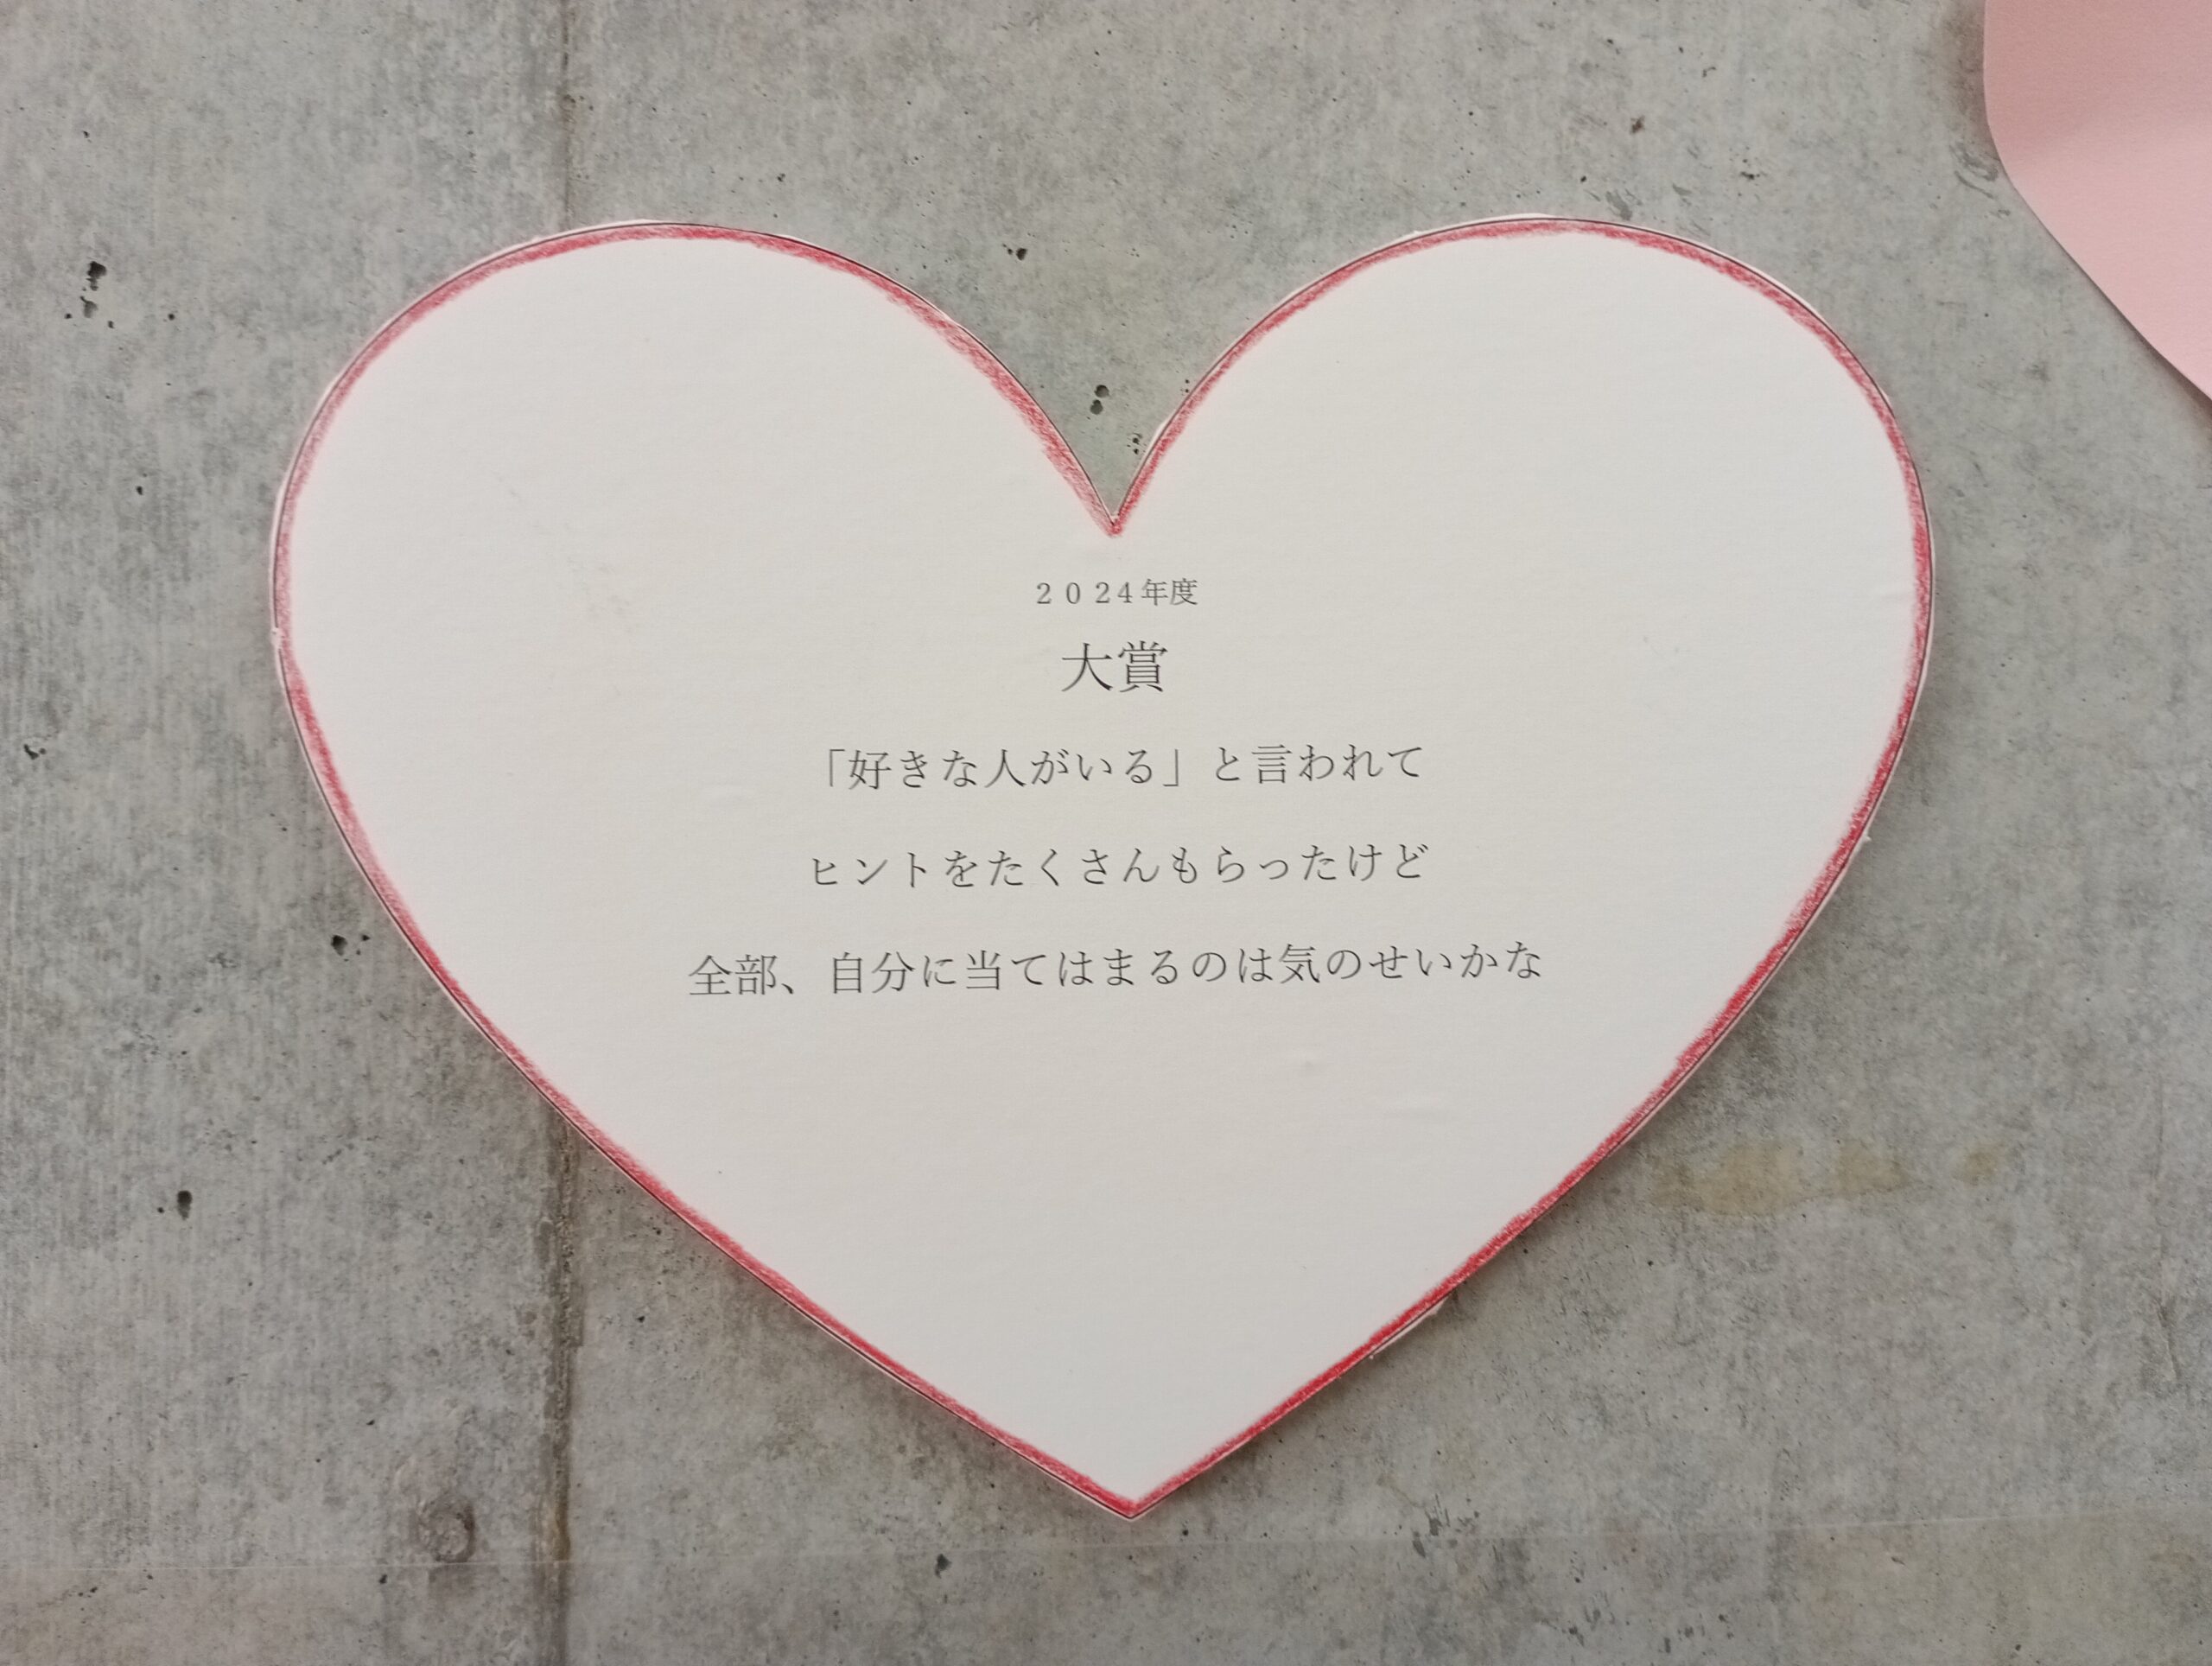 ２０２４年度
大賞
「好きな人がいる」と言われて
ヒントをたくさんもらったけど
全部、自分に当てはまるのは気のせいかな